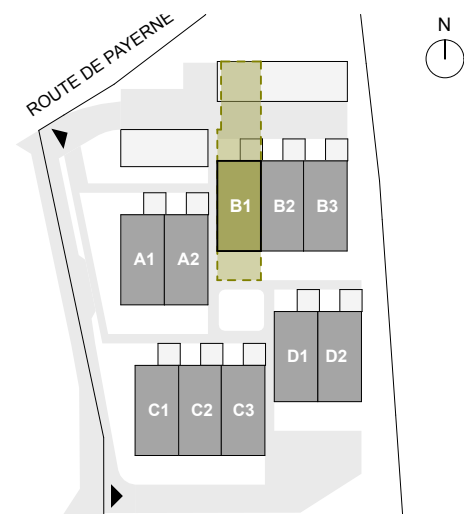 N
ROUTE DE PAYERNE
B1 B2 B3
A1 A2
D1 D2
C1 C2 C3